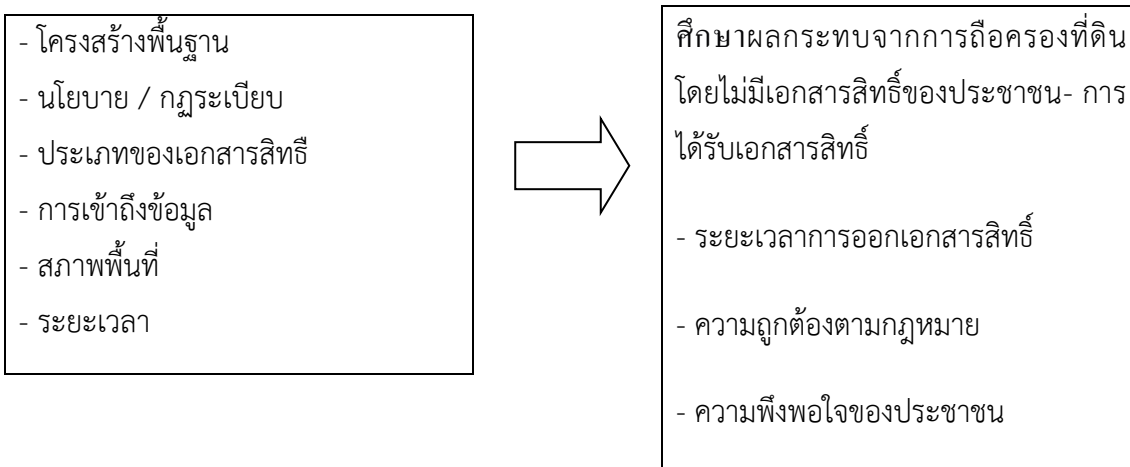 - โครงสร้างพื้นฐาน
- นโยบาย / กฏระเบียบ
- ประเภทของเอกสารสิทธื
- การเข้าถึงข้อมูล
- สภาพพื้นที่
- ระยะเวลา
ศึกษาผลกระทบจากการถือครองที่ดิน
โดยไม่มีเอกสารสิทธิ์ของประชาชน- การ
ได้รับเอกสารสิทธิ์
- ระยะเวลาการออกเอกสารสิทธิ์
- ความถูกต้องตามกฎหมาย
- ความพึงพอใจของประชาชน